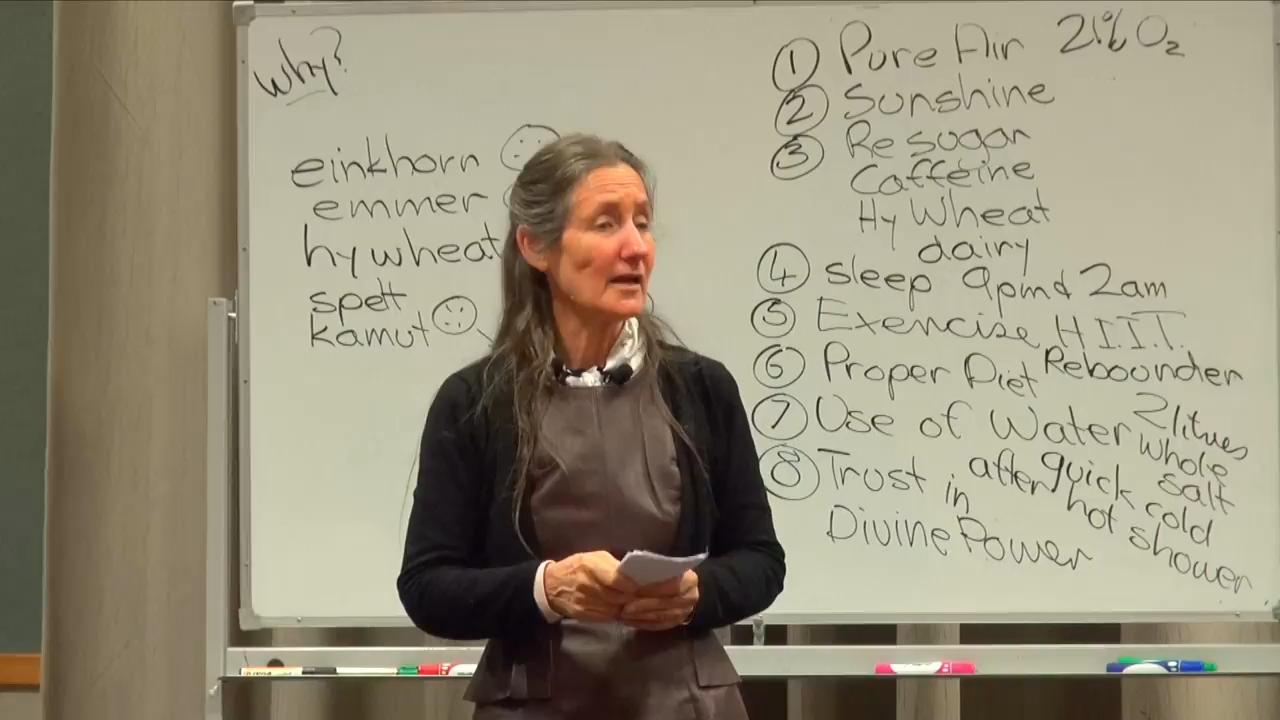 why?
einkhorn
emmer
hy wheat
spelt
kamut
① Pure Air 21% O₂
② Sunshine
③ Re sugar
Caffeine
Hy Wheat
dairy
④ sleep 9pm & 2am
⑤ Exercise H.I.I.T.
Rebounder
⑥ Proper Diet
⑦ Use of Water 2 litres
whole
salt
after quick cold
hot shower
⑧ Trust
in
Divine Power